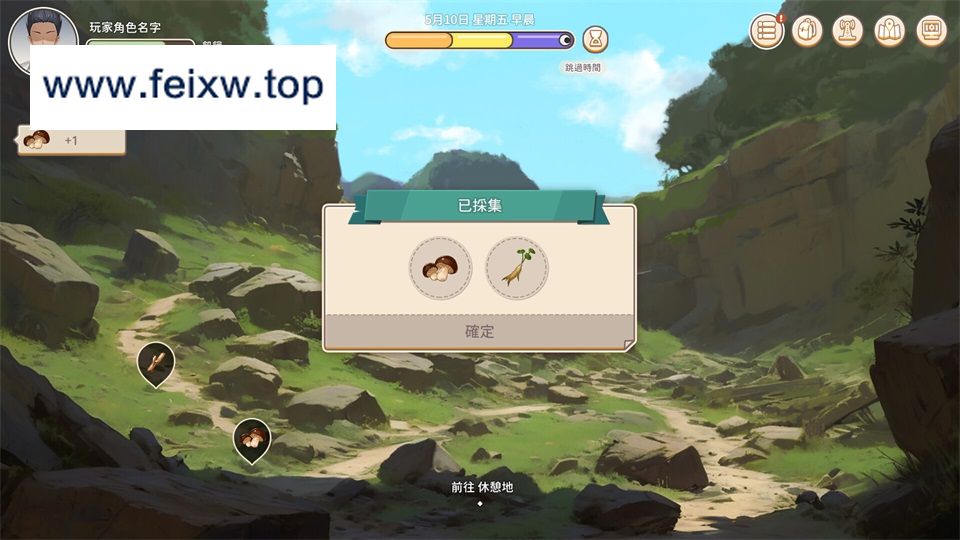 5月10日 星期五 早晨
玩家角色名字
跳過時間
www.feixw.top
+1
已採集
確定
前往 休憩地